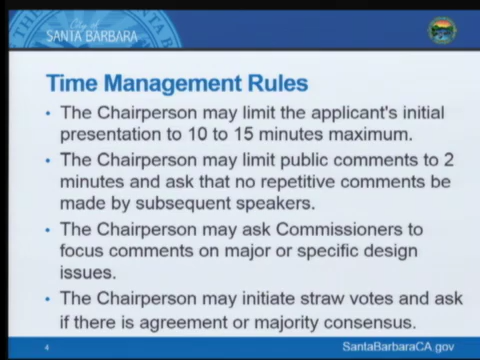 City of
SANTA BARBARA
Time Management Rules
• The Chairperson may limit the applicant's initial
presentation to 10 to 15 minutes maximum.
• The Chairperson may limit public comments to 2
minutes and ask that no repetitive comments be
made by subsequent speakers.
• The Chairperson may ask Commissioners to
focus comments on major or specific design
issues.
• The Chairperson may initiate straw votes and ask
if there is agreement or majority consensus.
4
SantaBarbaraCA.gov